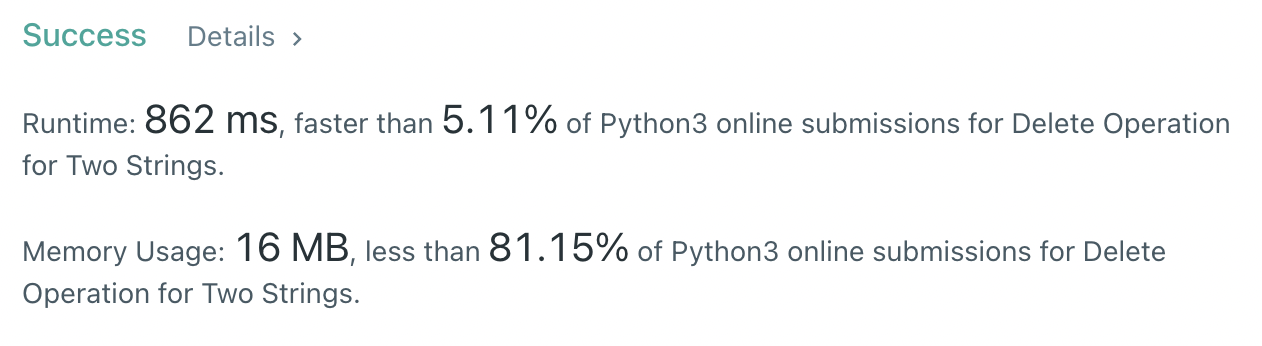 Success Details >
Runtime: 862 ms, faster than 5.11% of Python3 online submissions for Delete Operation
for Two Strings.
Memory Usage: 16 MB, less than 81.15% of Python3 online submissions for Delete
Operation for Two Strings.